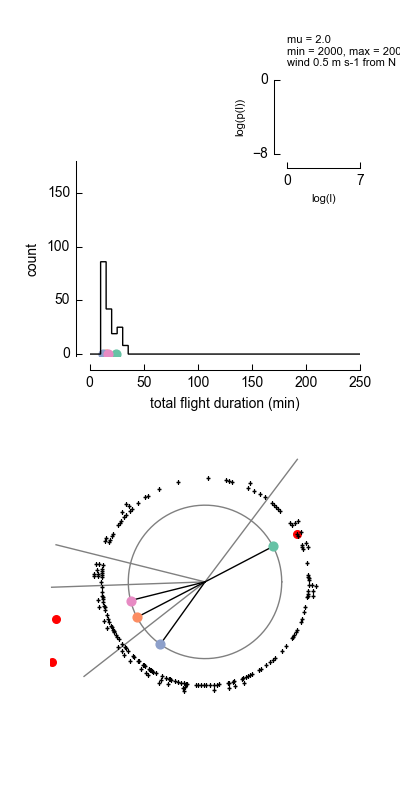 mu = 2.0
min = 2000, max = 200
wind 0.5 m s-1 from N
0
−8
log(p(l))
0 7
log(l)
150
100
50
0
count
0 50 100 150 200 250
total flight duration (min)